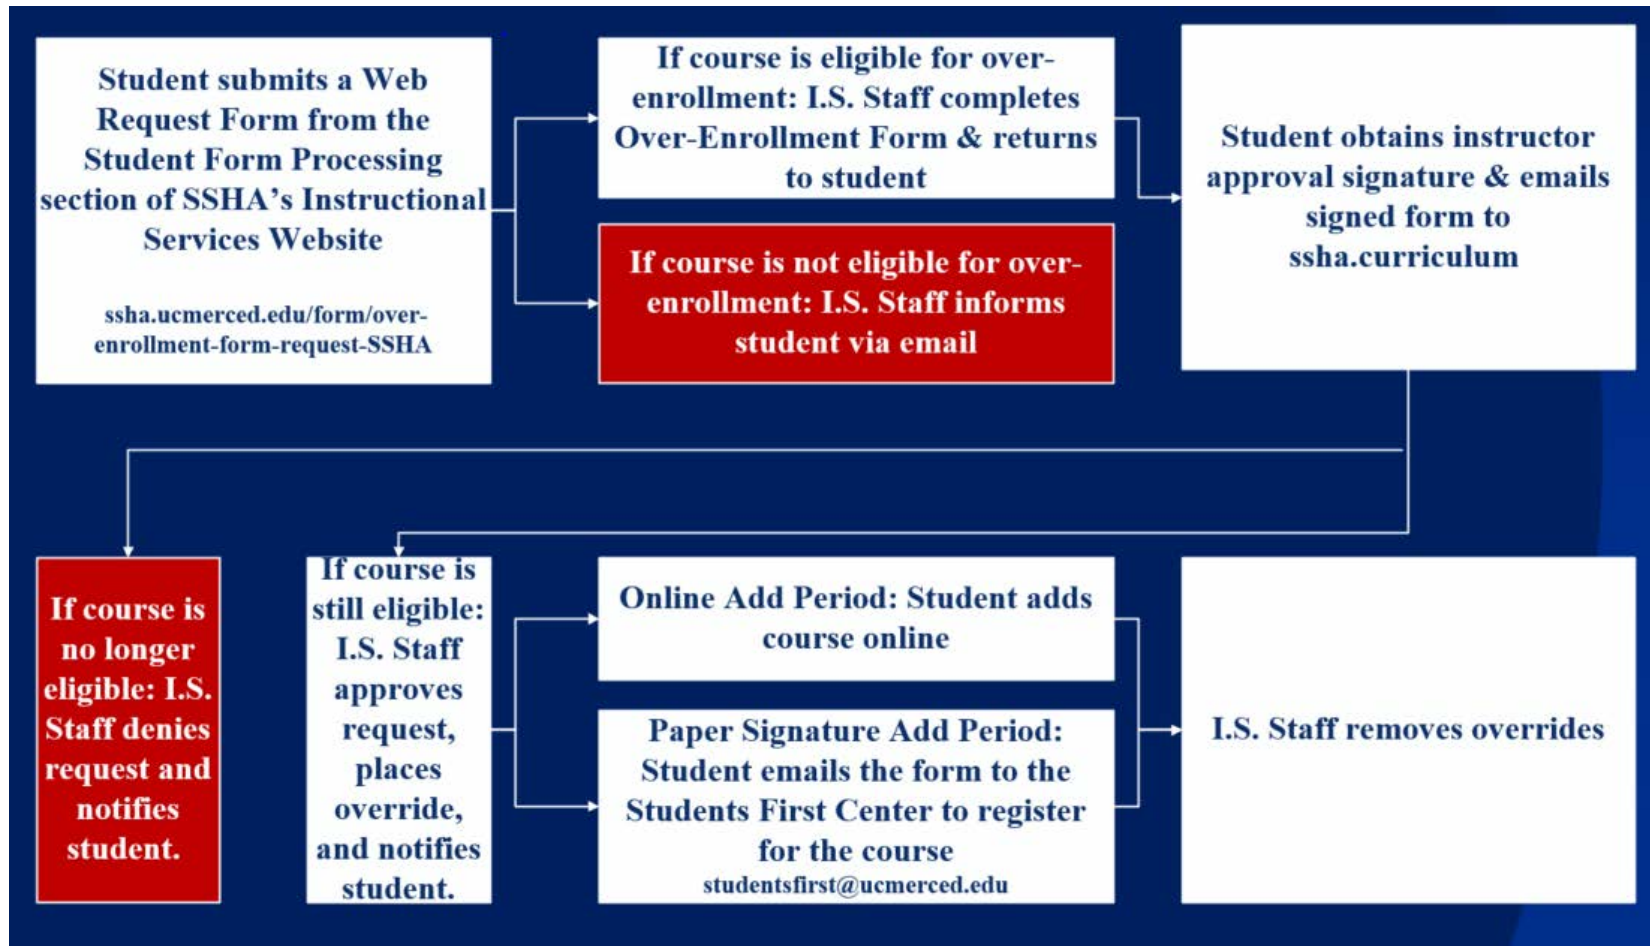 Student submits a Web
Request Form from the
Student Form Processing
section of SSHA's Instructional
Services Website
ssha.ucmerced.edu/form/over-
enrollment-form-request-SSHA
If course is eligible for over-
enrollment: I.S. Staff completes
Over-Enrollment Form & returns
to student
If course is not eligible for over-
enrollment: I.S. Staff informs
student via email
Student obtains instructor
approval signature & emails
signed form to
ssha.curriculum
If course is
no longer
eligible: I.S.
Staff denies
request and
notifies
student.
If course is
still eligible:
I.S. Staff
approves
request,
places
override,
and notifies
student.
Online Add Period: Student adds
course online
Paper Signature Add Period:
Student emails the form to the
Students First Center to register
for the course
studentsfirst@ucmerced.edu
I.S. Staff removes overrides